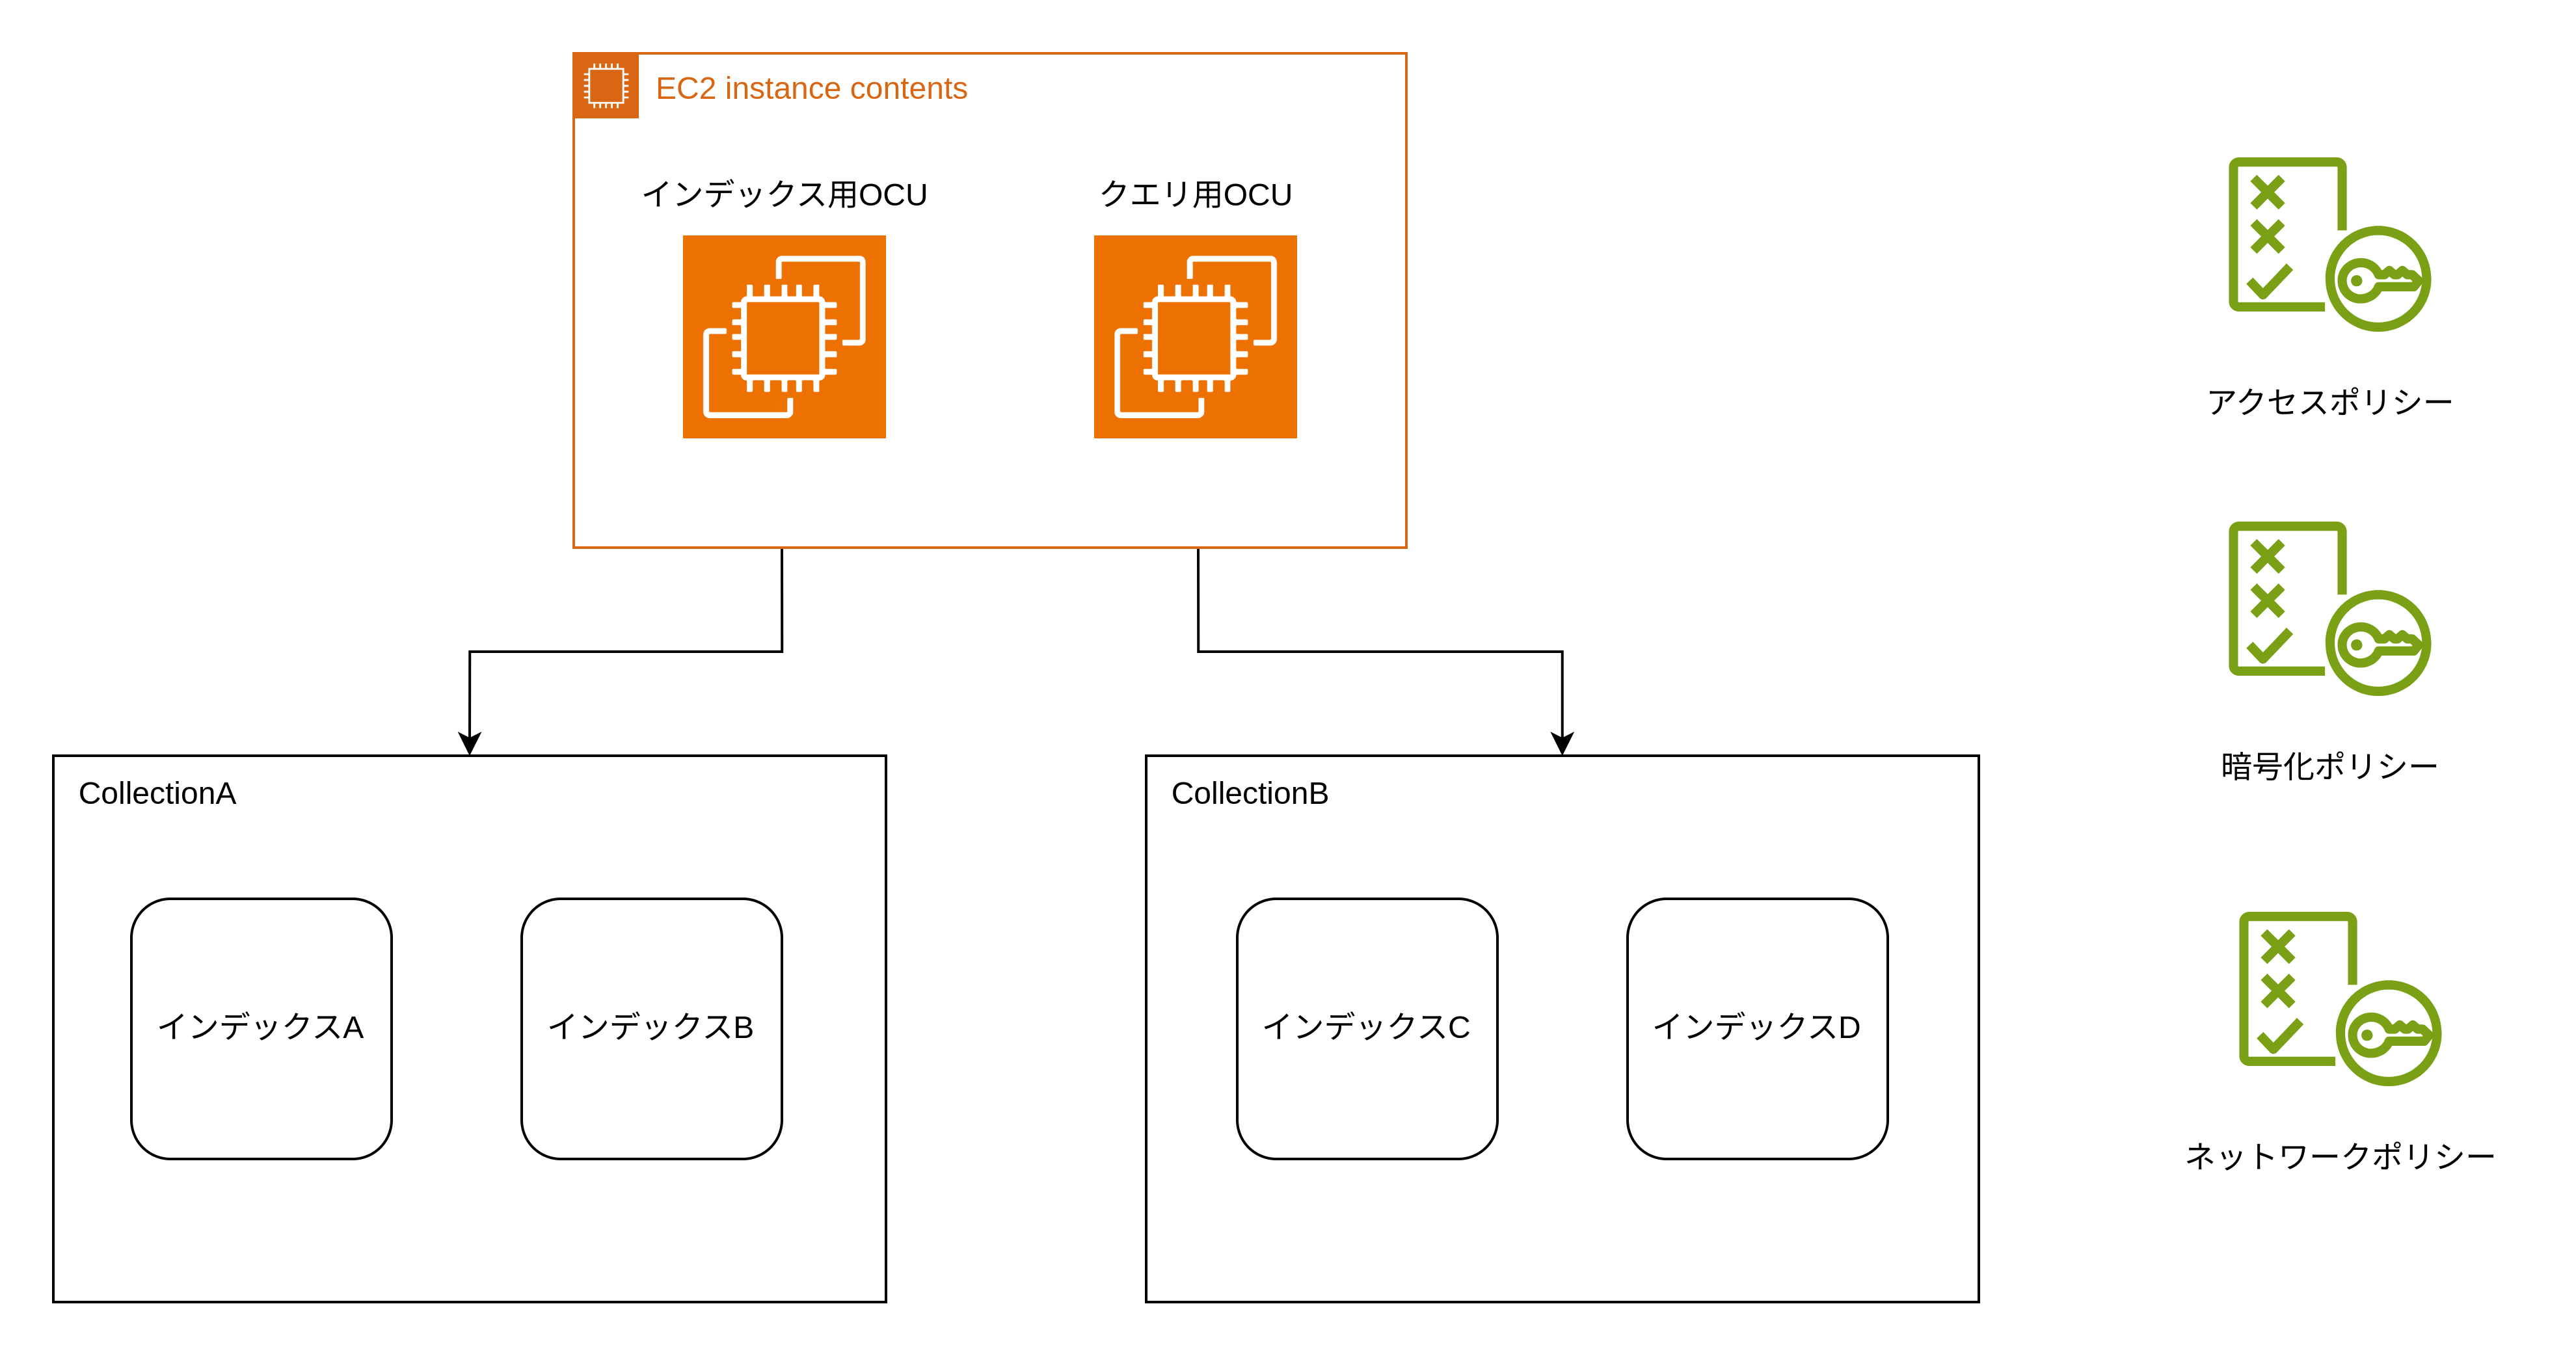 EC2 instance contents
インデックス用OCU
クエリ用OCU
アクセスポリシー
暗号化ポリシー
ネットワークポリシー
CollectionA
インデックスA
インデックスB
CollectionB
インデックスC
インデックスD